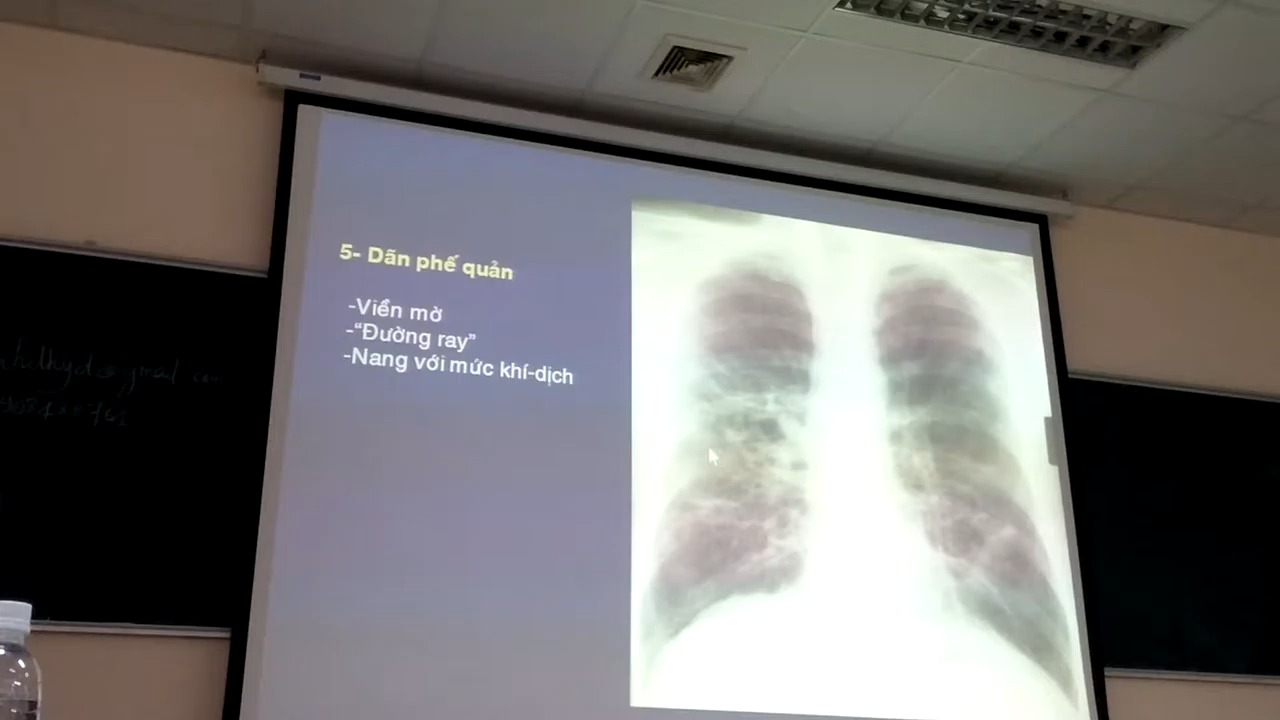 5- Dãn phế quản
-Viền mờ
-“Đường ray”
-Nang với mức khí-dịch